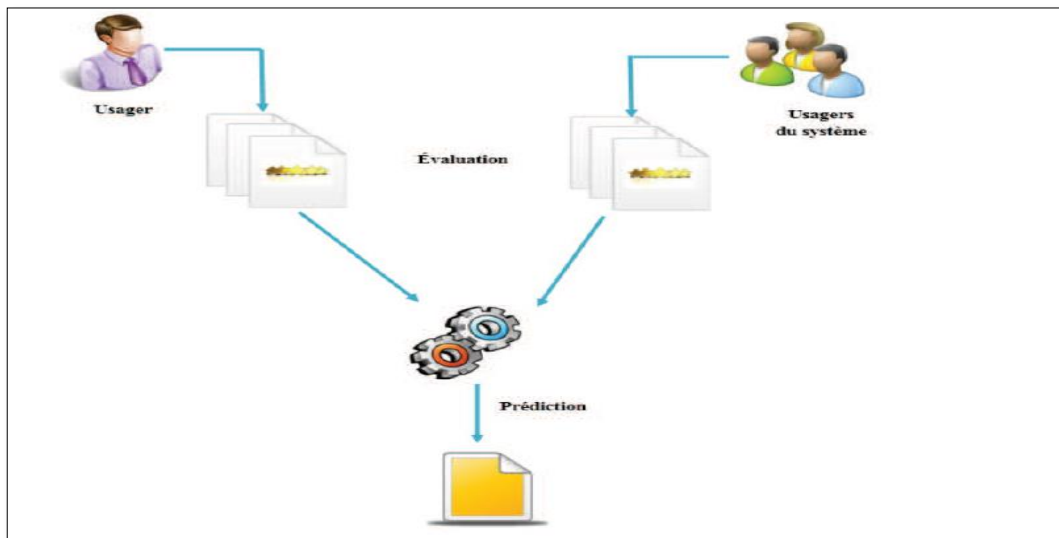 Usager
Usagers
du système
Évaluation
Prédiction